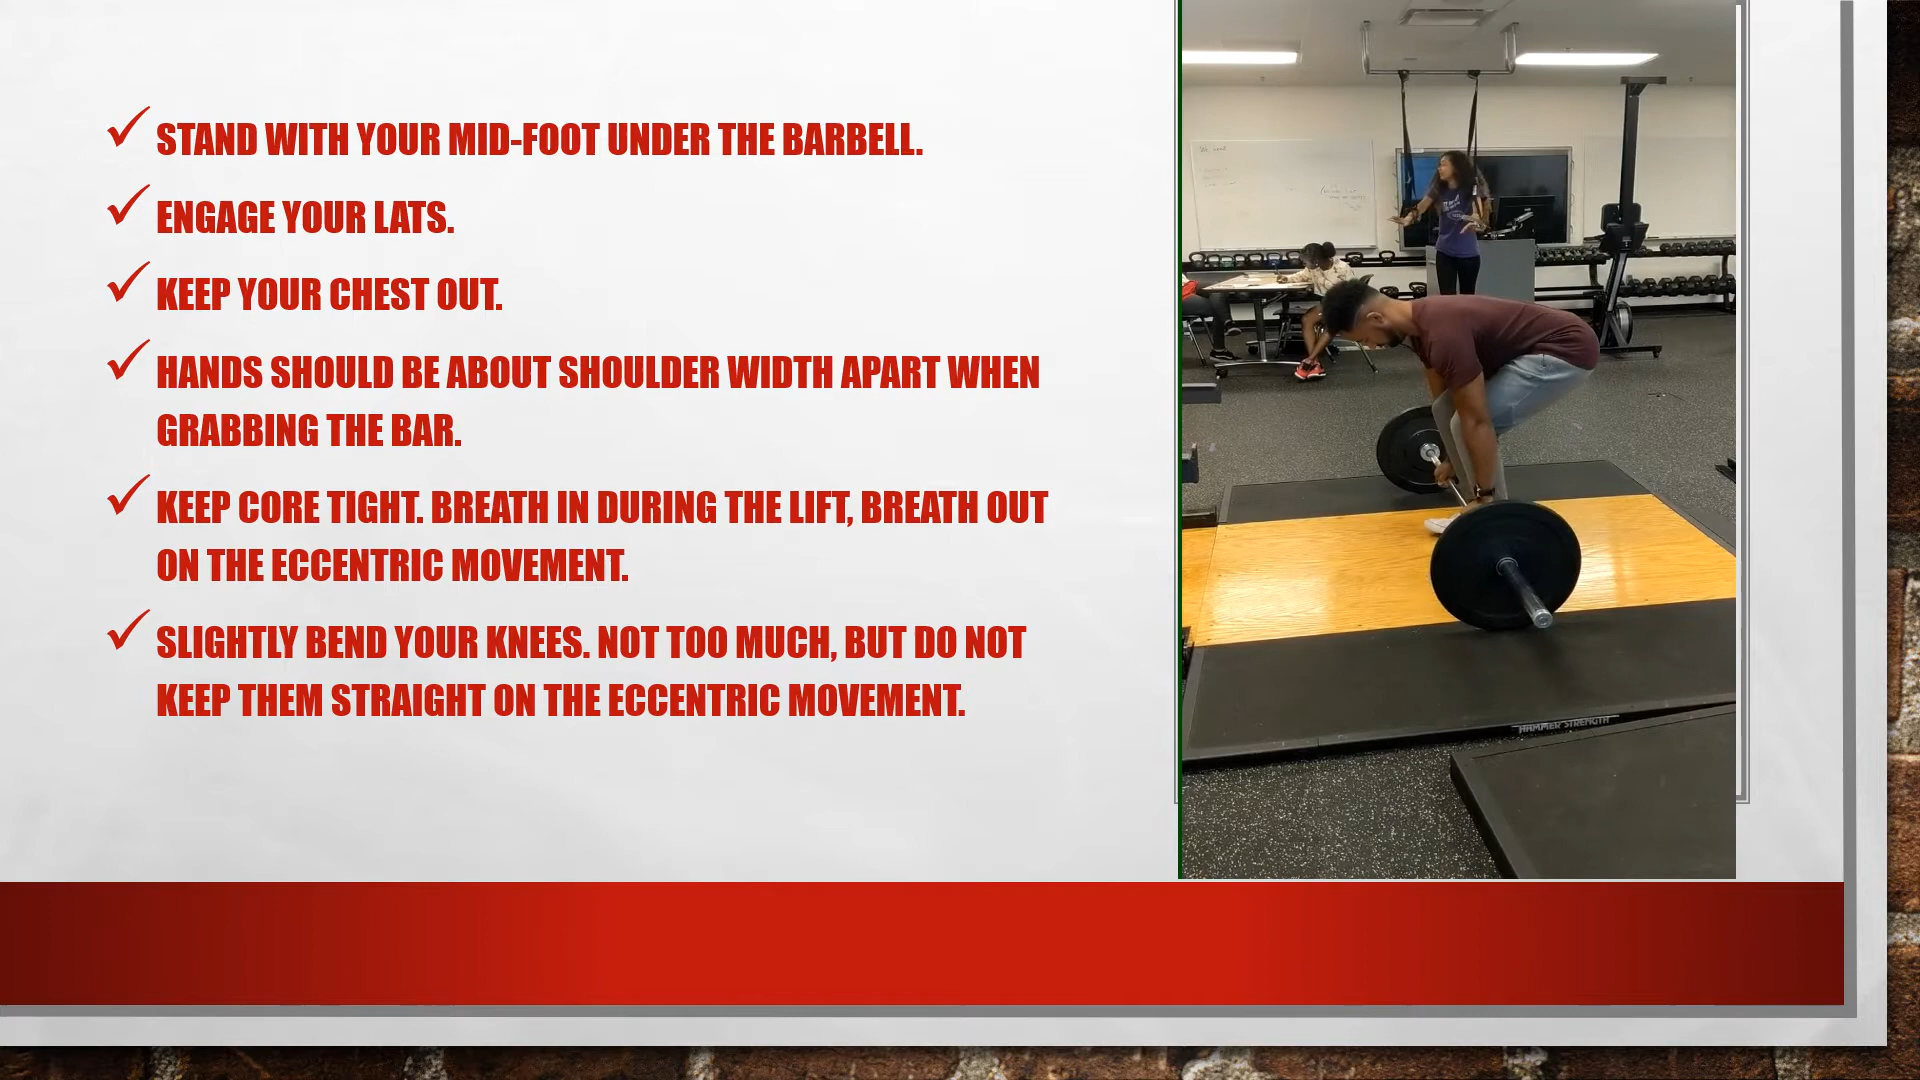 STAND WITH YOUR MID-FOOT UNDER THE BARBELL.
ENGAGE YOUR LATS.
KEEP YOUR CHEST OUT.
HANDS SHOULD BE ABOUT SHOULDER WIDTH APART WHEN
GRABBING THE BAR.
KEEP CORE TIGHT. BREATH IN DURING THE LIFT, BREATH OUT
ON THE ECCENTRIC MOVEMENT.
SLIGHTLY BEND YOUR KNEES. NOT TOO MUCH, BUT DO NOT
KEEP THEM STRAIGHT ON THE ECCENTRIC MOVEMENT.
HAMMER STRENGTH